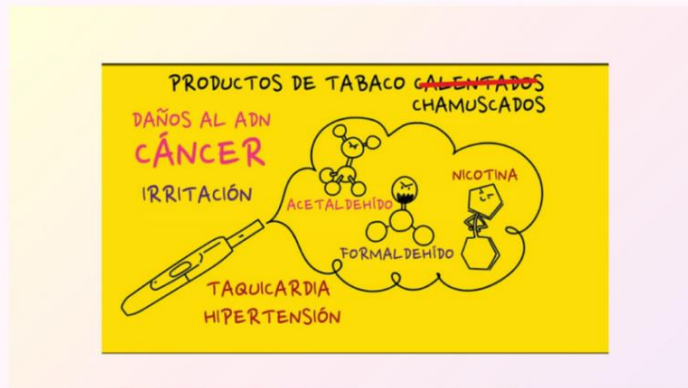 PRODUCTOS DE TABACO CALENTADOS
CHAMUSCADOS
DAÑOS AL ADN
CÁNCER
IRRITACIÓN
ACETALDEHÍDO
NICOTINA
FORMALDEHÍDO
TAQUICARDIA
HIPERTENSIÓN